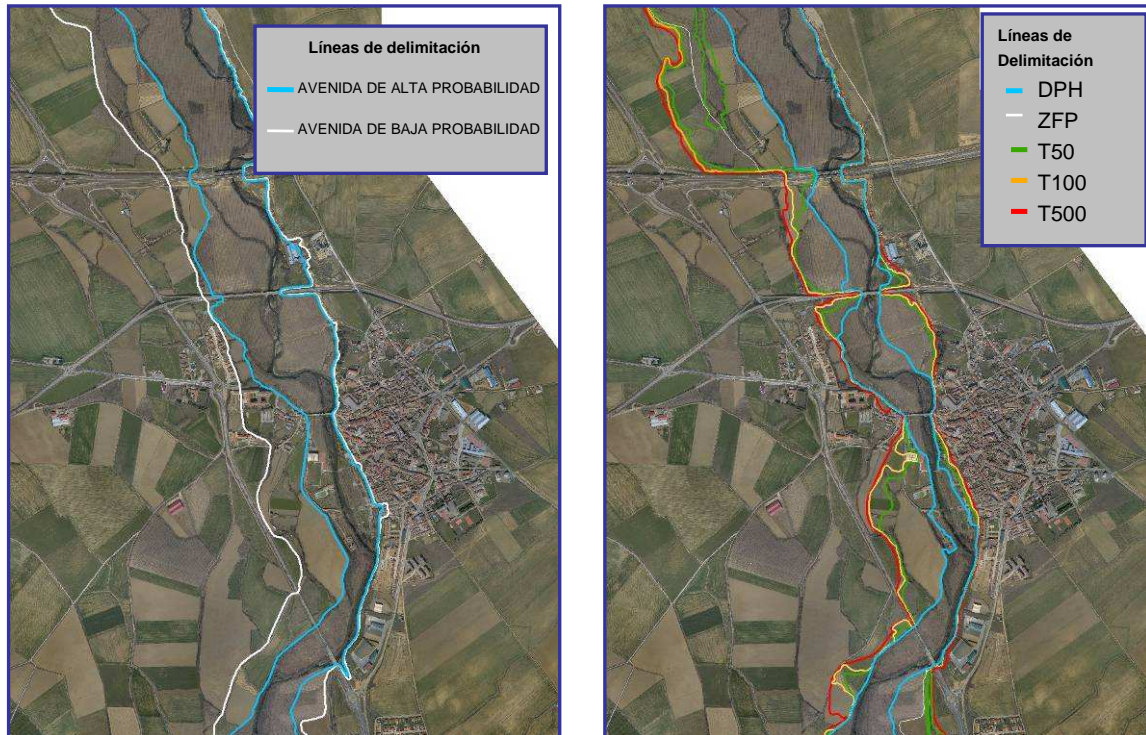 Líneas de delimitación
AVENIDA DE ALTA PROBABILIDAD
AVENIDA DE BAJA PROBABILIDAD
Líneas de
Delimitación
DPH
ZFP
T50
T100
T500